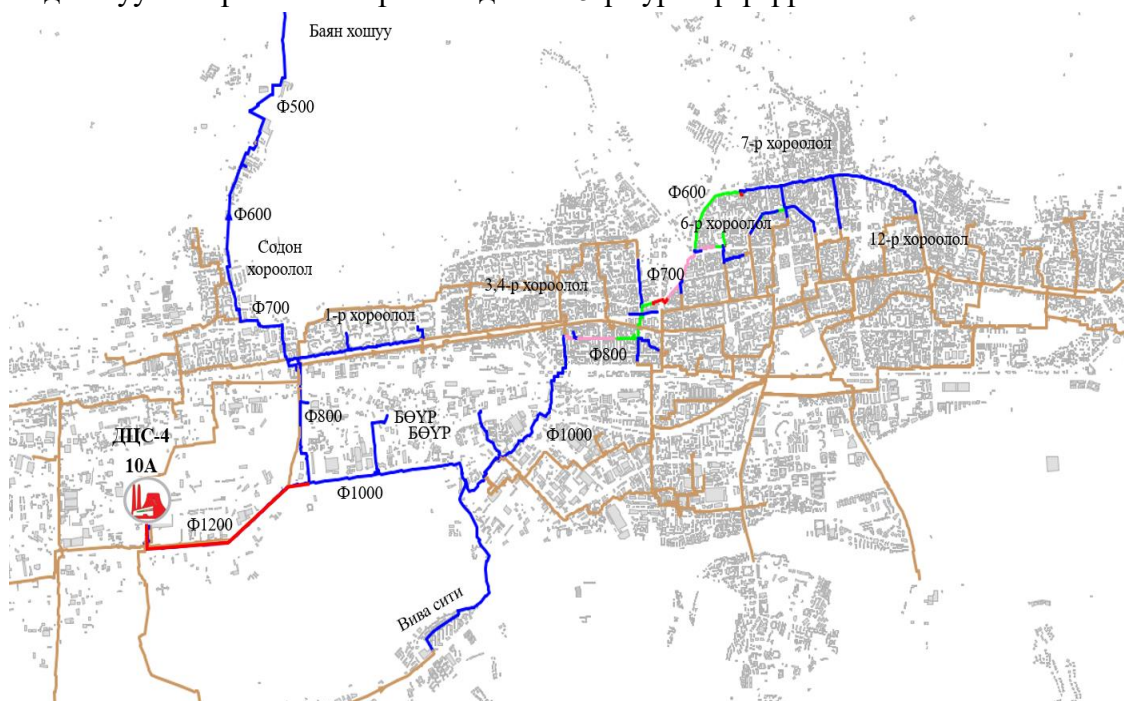 Баян хошуу
Ф500
7-р хороолол
Ф600
Ф600
6-р хороолол
Содон
хороолол
12-р хороолол
Ф700
3,4-р хороолол
Ф700
1-р хороолол
Ф800
Ф800
БӨҮР
БӨҮР
ДЦС-4
10А
Ф1000
Ф1000
Ф1200
Вива сити